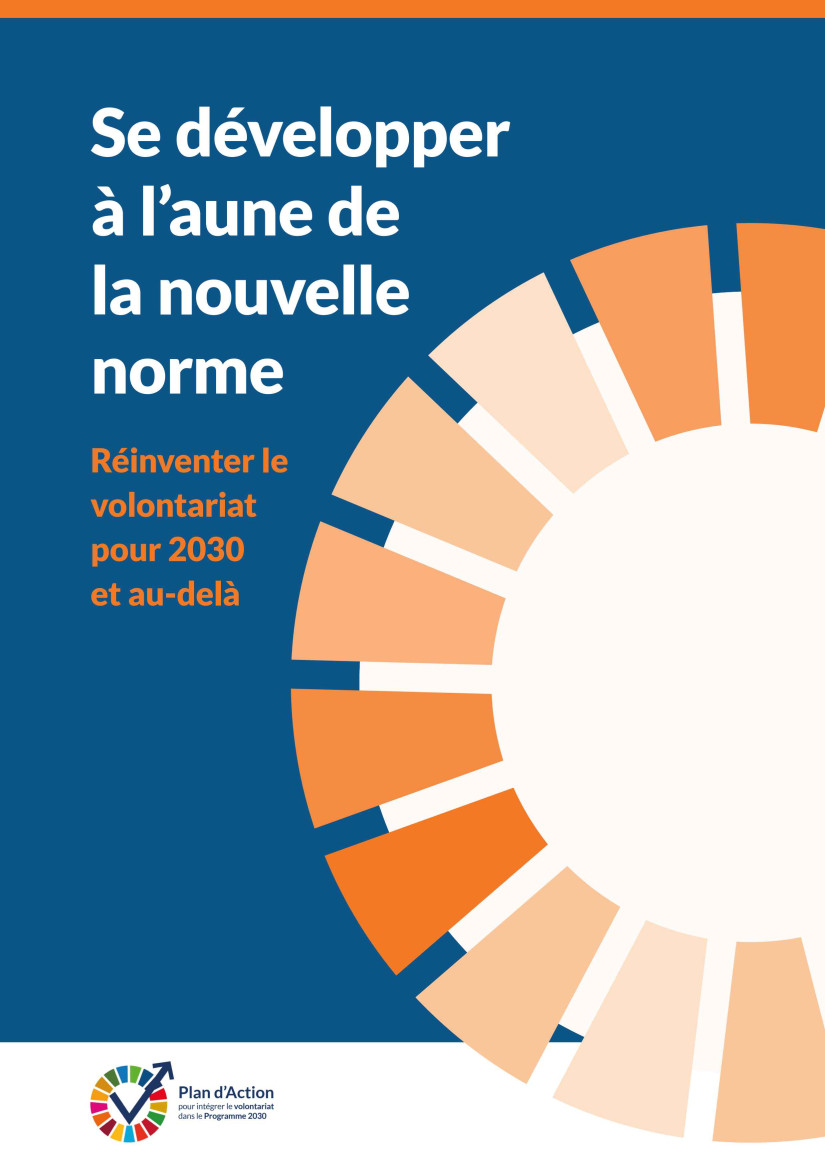 Se développer
à l’aune de
la nouvelle
norme
Réinventer le
volontariat
pour 2030
et au-delà
Plan d’Action
pour intégrer le volontariat
dans le Programme 2030